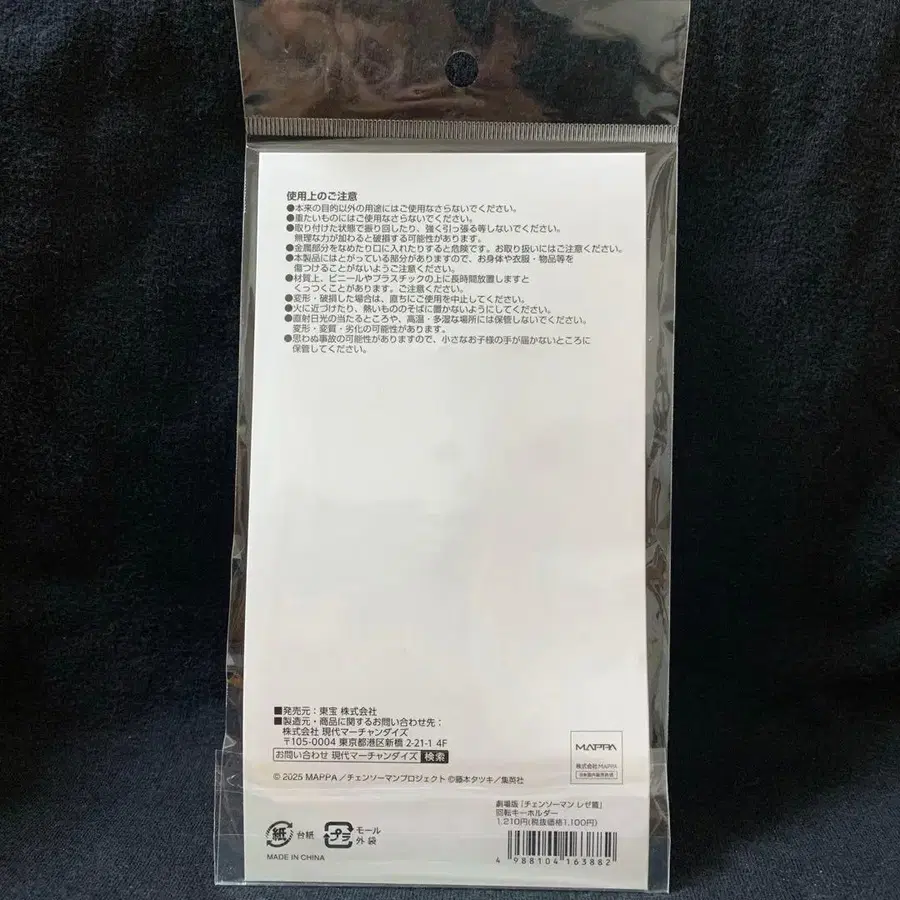 使用上のご注意
●本来の目的以外の用途にはご使用なさらないでください。
●重たいものにはご使用なさらないでください。
●取り付けた状態で振り回したり、強く引っ張る等しないでください。
無理な力が加わると破損する可能性があります。
●金属部分をなめたり口に入れたりすると危険です。お取り扱いにはご注意ください。
●本製品にはとがっている部分がありますので、お身体や衣服・物品等を
傷つけることがないようご注意ください。
●材質上、ビニールやプラスチックの上に長時間放置しますと
くっつくことがあります。ご注意ください。
●変形・破損した場合は、直ちにご使用を中止してください。
●火に近づけたり、熱いもののそばに置かないようにしてください。
●直射日光の当たるところや、高温・多湿な場所には保管しないでください。
変形・変質・劣化の可能性があります。
●思わぬ事故の可能性がありますので、小さなお子様の手が届かないところに
保管してください。
■発売元：東宝 株式会社
■製造元・商品に関するお問い合わせ先：
株式会社 現代マーチャンダイズ
〒105-0004 東京都港区新橋 2-21-1 4F
お問い合わせ 現代マーチャンダイズ 検索
© 2025 MAPPA／チェンソーマンプロジェクト ©藤本タツキ／集英社
MAPPA
株式会社MAPPA
日本国内販売許諾
劇場版『チェンソーマン レゼ篇』
回転キーホルダー
1,210円(税抜価格1,100円)
4 988104 163882
紙 台紙
プラ モール
外袋
MADE IN CHINA